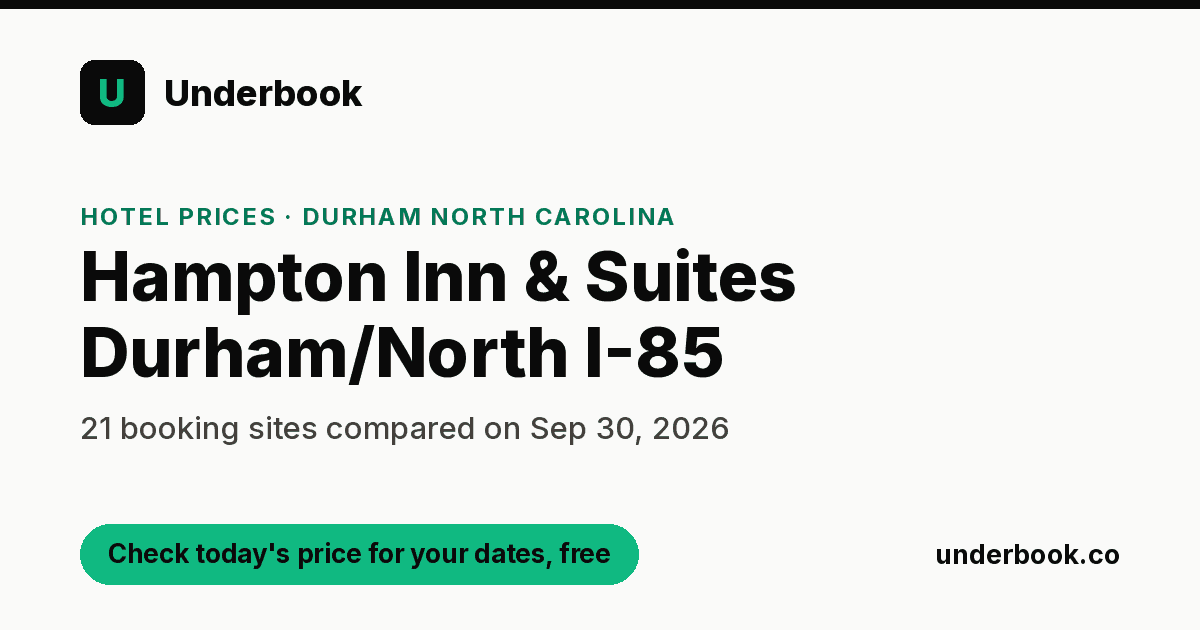 U
Underbook
HOTEL PRICES · DURHAM NORTH CAROLINA
Hampton Inn & Suites
Durham/North I-85
21 booking sites compared on Sep 30, 2026
Check today's price for your dates, free
underbook.co